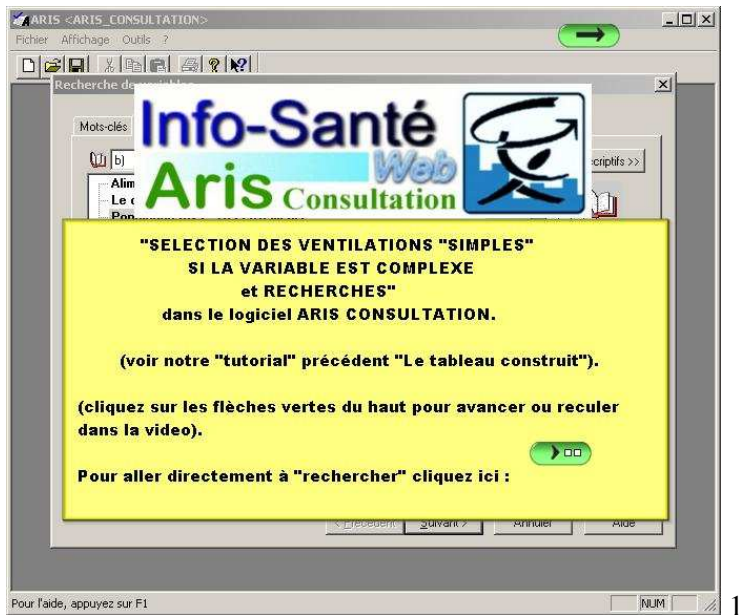 ARIS <ARIS_CONSULTATION>
Fichier Affichage Outils ?
Recherche de
Mots-clés
b)
criptifs >>
Info-Santé
Web
Aris Consultation
"SELECTION DES VENTILATIONS "SIMPLES"
SI LA VARIABLE EST COMPLEXE
et RECHERCHES"
dans le logiciel ARIS CONSULTATION.
(voir notre "tutorial" précédent "Le tableau construit").
(cliquez sur les flèches vertes du haut pour avancer ou reculer
dans la video).
Pour aller directement à "rechercher" cliquez ici :
< Précédent Suivant > Annuler Aide
Pour l'aide, appuyez sur F1 NUM
1